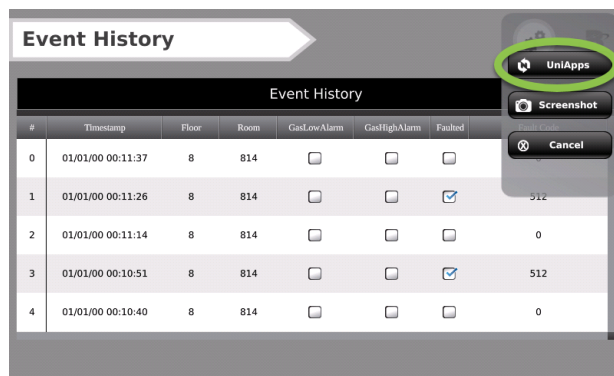 Event History
UniApps
Event History
Screenshot
# Timestamp Floor Room GasLowAlarm GasHighAlarm Faulted Fault Code
Cancel
0 01/01/00 00:11:37 8 814 0
1 01/01/00 00:11:26 8 814 512
2 01/01/00 00:11:14 8 814 0
3 01/01/00 00:10:51 8 814 512
4 01/01/00 00:10:40 8 814 0